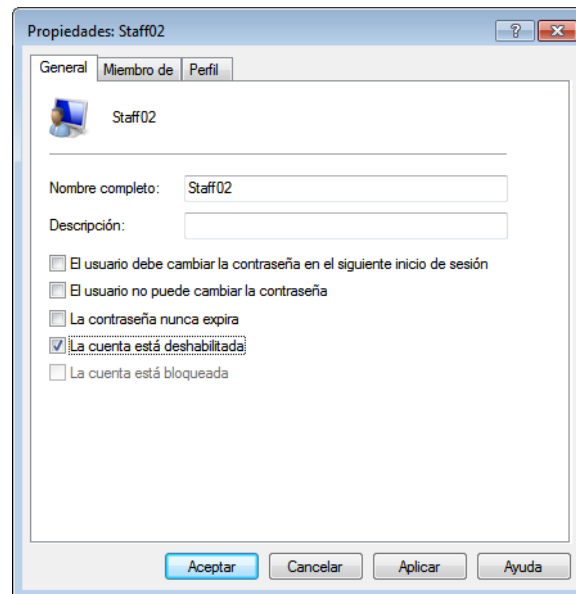 Propiedades: Staff02
General Miembro de Perfil
Staff02
Nombre completo: Staff02
Descripción:
El usuario debe cambiar la contraseña en el siguiente inicio de sesión
El usuario no puede cambiar la contraseña
La contraseña nunca expira
La cuenta está deshabilitada
La cuenta está bloqueada
Aceptar Cancelar Aplicar Ayuda